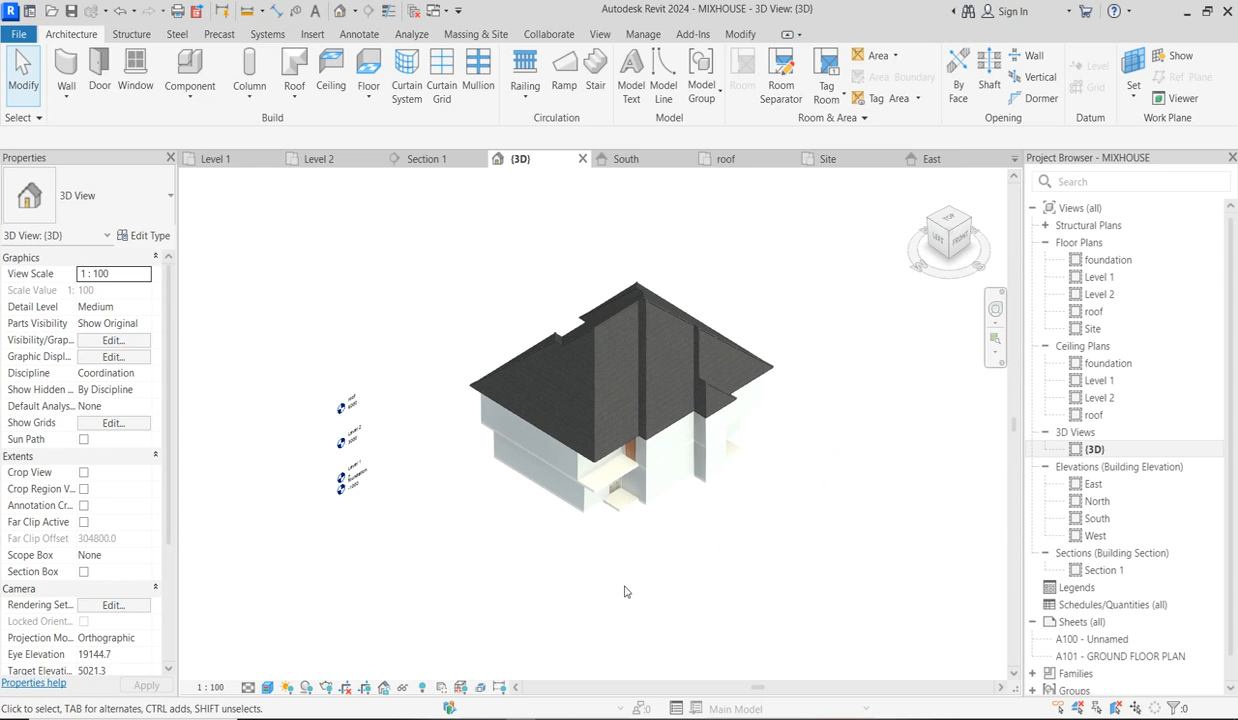 Autodesk Revit 2024 - MIXHOUSE - 3D View: {3D}
Sign In
File Architecture Structure Steel Precast Systems Insert Annotate Analyze Massing & Site Collaborate View Manage Add-Ins Modify
Modify Wall Door Window Component Column Roof Ceiling Floor Curtain System Curtain Grid Mullion Railing Ramp Stair Model Text Model Line Model Group Room Room Separator Tag Room
Area
Area Boundary
Tag Area
By Face Shaft
Wall
Vertical
Dormer
Level
Grid
Set
Show
Ref Plane
Viewer
Select Build Circulation Model Room & Area Opening Datum Work Plane
Properties
Level 1 Level 2 Section 1 (3D) South roof Site East
Project Browser - MIXHOUSE
3D View
3D View: {3D} Edit Type
Graphics
View Scale 1 : 100
Scale Value 1: 100
Detail Level Medium
Parts Visibility Show Original
Visibility/Grap... Edit...
Graphic Displ... Edit...
Discipline Coordination
Show Hidden ... By Discipline
Default Analys... None
Show Grids Edit...
Sun Path
Extents
Crop View
Crop Region V...
Annotation Cr...
Far Clip Active
Far Clip Offset 304800.0
Scope Box None
Section Box
Camera
Rendering Set... Edit...
Locked Orient...
Projection Mo... Orthographic
Eye Elevation 19144.7
Target Elevati... 5021.3
Properties help Apply
TOP
LEFT FRONT
roof
Level 2
Level 1
foundation
Search
Views (all)
Structural Plans
Floor Plans
foundation
Level 1
Level 2
roof
Site
Ceiling Plans
foundation
Level 1
Level 2
roof
3D Views
(3D)
Elevations (Building Elevation)
East
North
South
West
Sections (Building Section)
Section 1
Legends
Schedules/Quantities (all)
Sheets (all)
A100 - Unnamed
A101 - GROUND FLOOR PLAN
Families
Groups
1 : 100
Click to select, TAB for alternates, CTRL adds, SHIFT unselects.
:0 Main Model :0